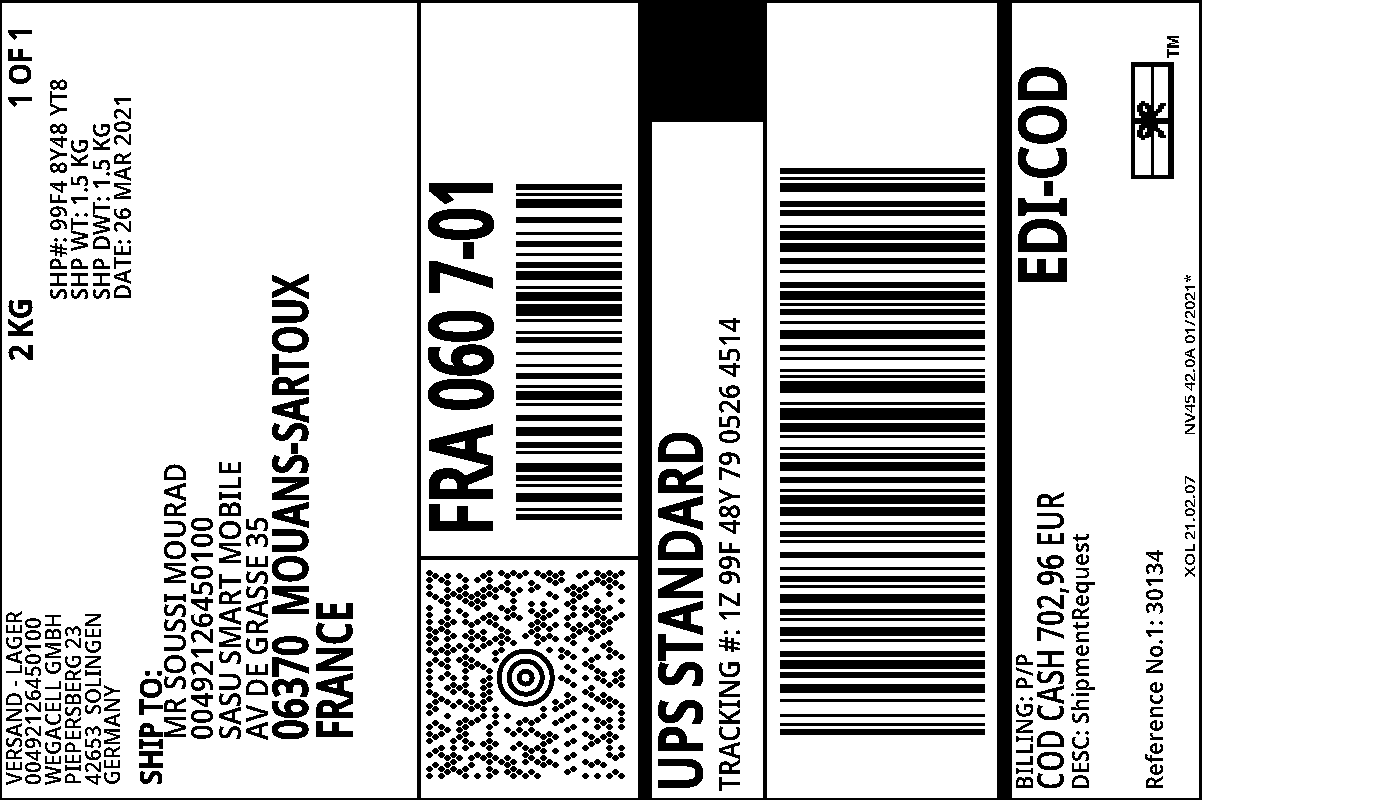 VERSAND - LAGER
00492126450100
WEGACELL GMBH
PIEPERSBERG 23
42653 SOLINGEN
GERMANY
2 KG
1 OF 1
SHP#: 99F4 8Y48 YT8
SHP WT: 1.5 KG
SHP DWT: 1.5 KG
DATE: 26 MAR 2021
SHIP TO:
MR SOUSSI MOURAD
00492126450100
SASU SMART MOBILE
AV DE GRASSE 35
06370 MOUANS-SARTOUX
FRANCE
FRA 060 7-01
UPS STANDARD
TRACKING #: 1Z 99F 48Y 79 0526 4514
BILLING: P/P
COD CASH 702,96 EUR
DESC: ShipmentRequest
EDI-COD
TM
Reference No.1: 30134
XOL 21.02.07
NV45 42.0A 01/2021*